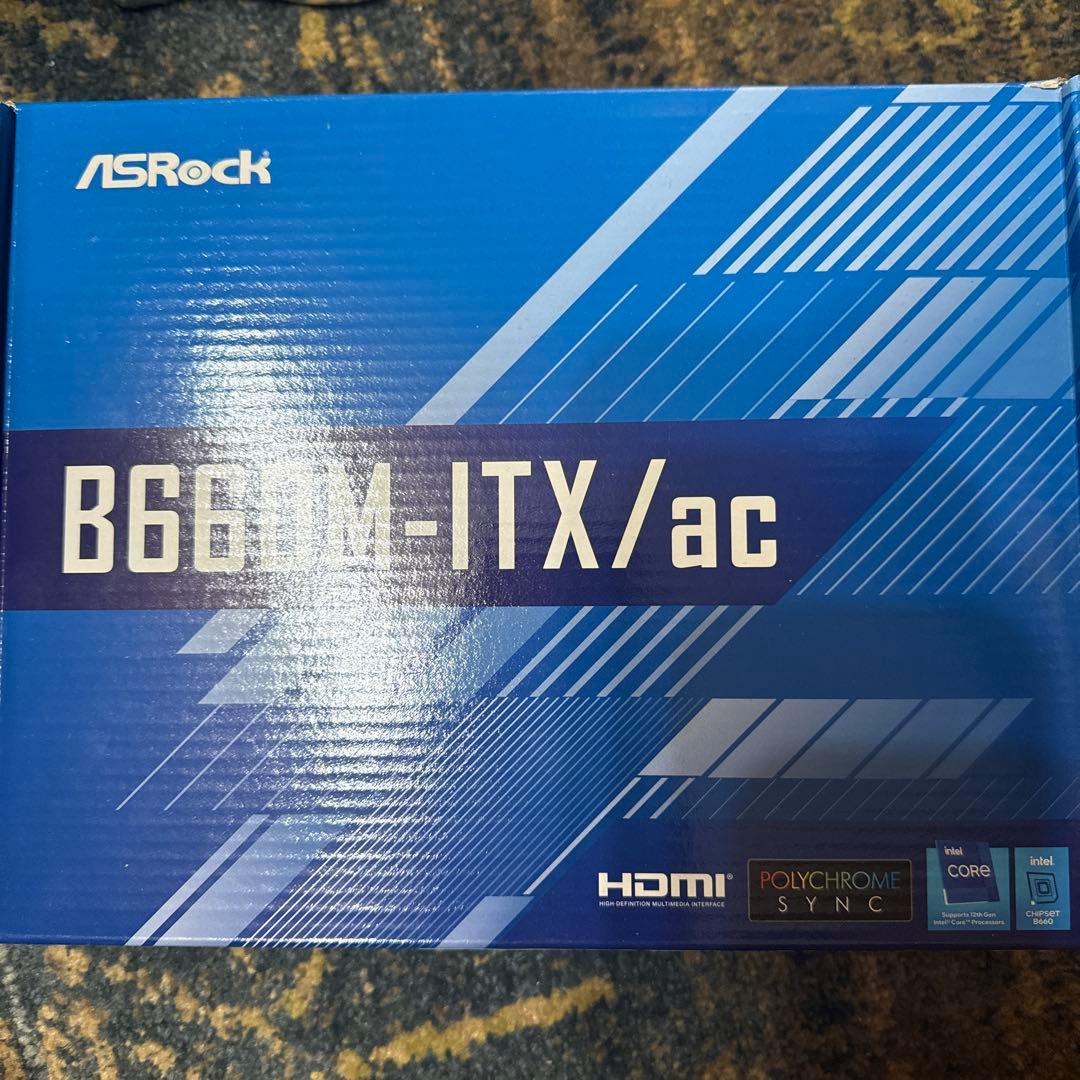 ASRock
B660M-ITX/ac
HDMI®
HIGH-DEFINITION MULTIMEDIA INTERFACE
POLYCHROME
SYNC
intel
CORE
Supports 12th Gen
Intel® Core™ Processors
intel.
CHIPSET
B660